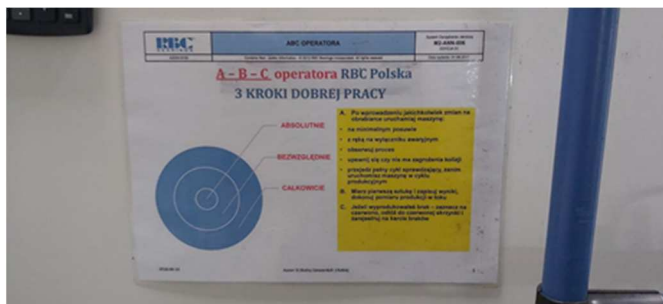 RBC
ABC OPERATORA
A – B – C operatora RBC Polska
3 KROKI DOBREJ PRACY
ABSOLUTNIE
BEZWZGLĘDNIE
CAŁKOWICIE
A. Po wprowadzeniu jakichkolwiek zmian na
obrabiarce uruchamiaj maszynę:
- na minimalnym posuwie
- z ręką na wyłączniku awaryjnym
- obserwuj proces
- upewnij się czy nie ma zagrożenia kolizji
- przejedź pełny cykl sprawdzający, zanim
uruchomisz maszynę w cyklu
produkcyjnym
B. Mierz pierwszą sztukę i zapisuj wyniki,
dokonuj pomiaru produkcji w toku
C. Jeżeli wyprodukowałeś brak – zaznacz na
czerwono, odłóż do czerwonej skrzynki i
zarejestruj na karcie braków